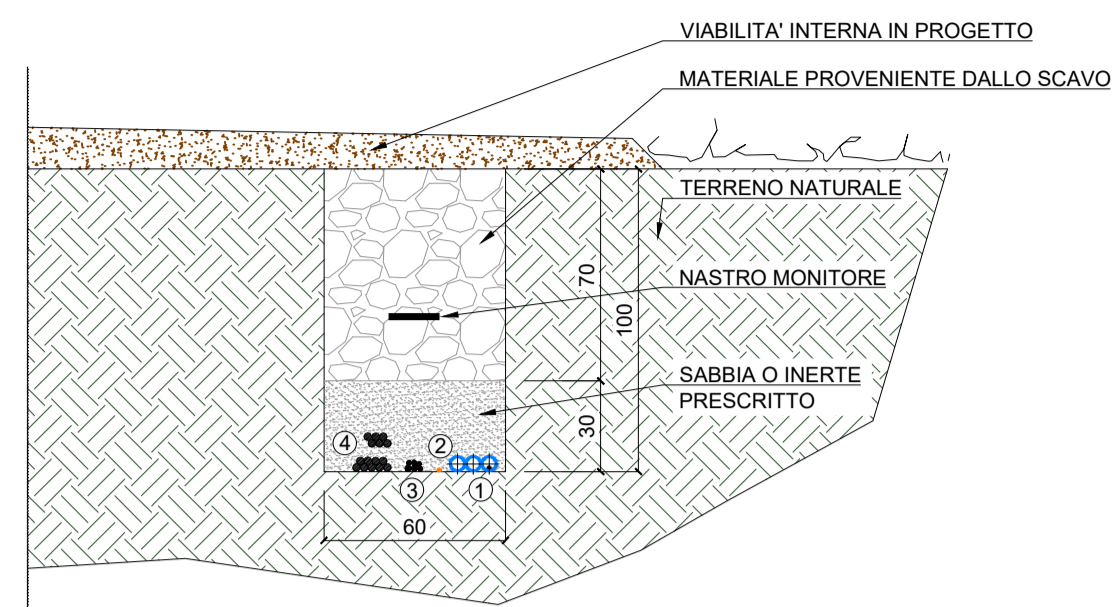 VIABILITA' INTERNA IN PROGETTO
MATERIALE PROVENIENTE DALLO SCAVO
TERRENO NATURALE
70
NASTRO MONITORE
100
SABBIA O INERTE
PRESCRITTO
30
4
2
3
1
60